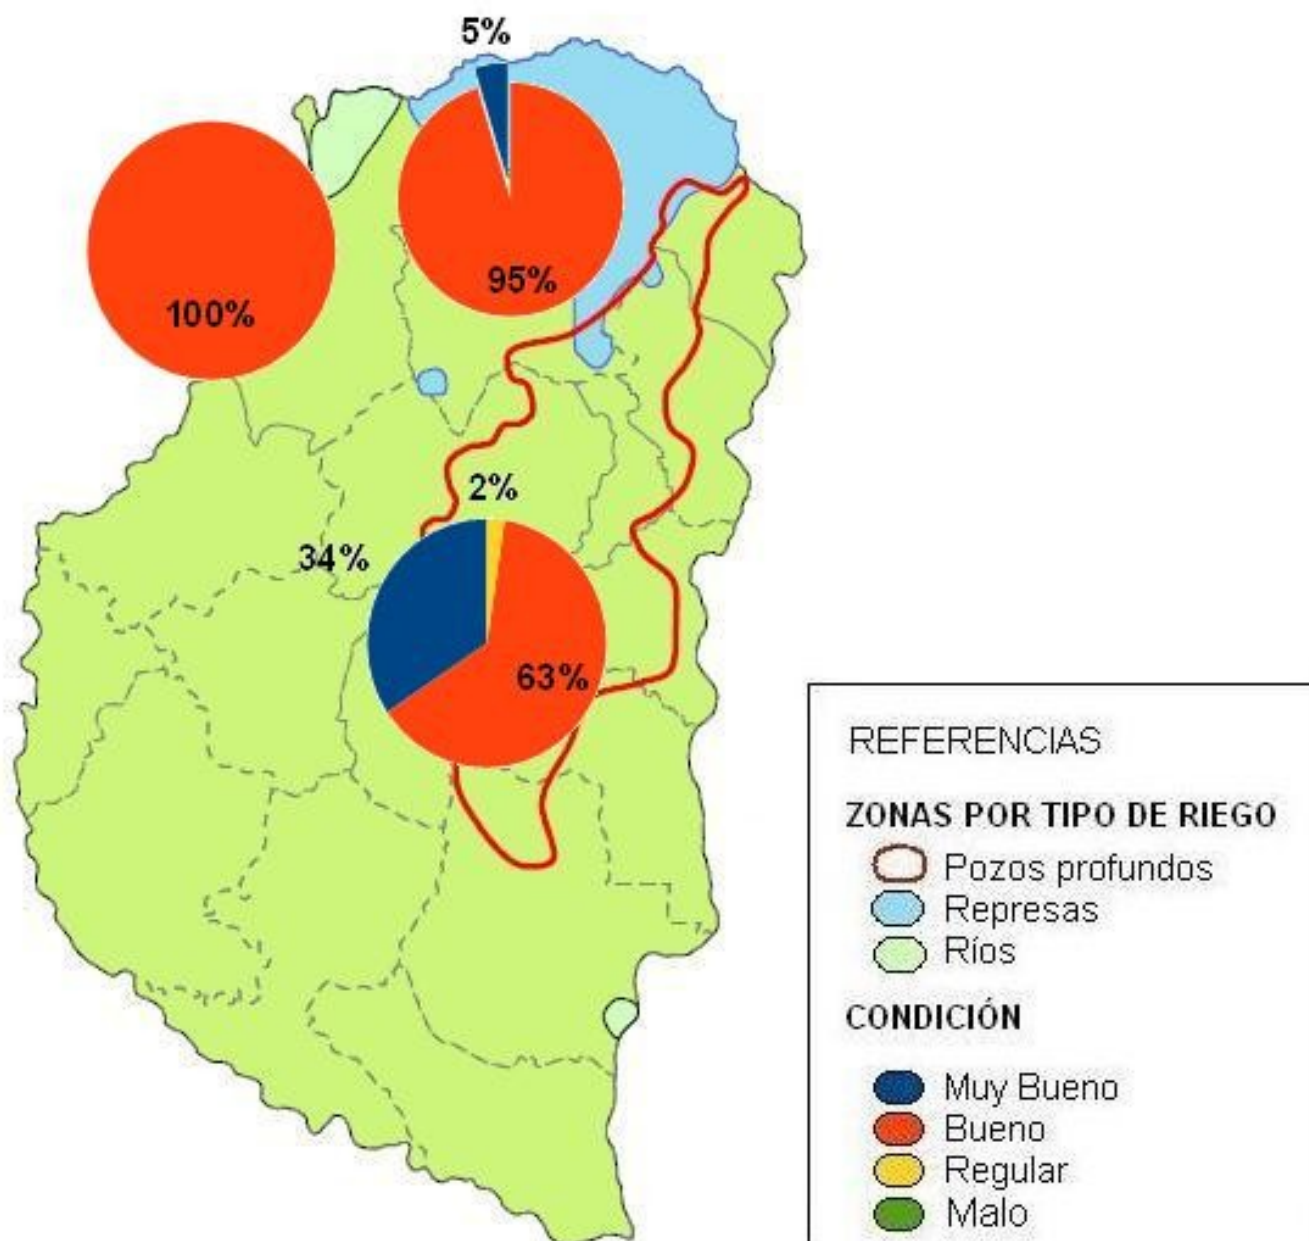 5%
95%
100%
2%
34%
63%
REFERENCIAS
ZONAS POR TIPO DE RIEGO
Pozos profundos
Represas
Ríos
CONDICIÓN
Muy Bueno
Bueno
Regular
Malo